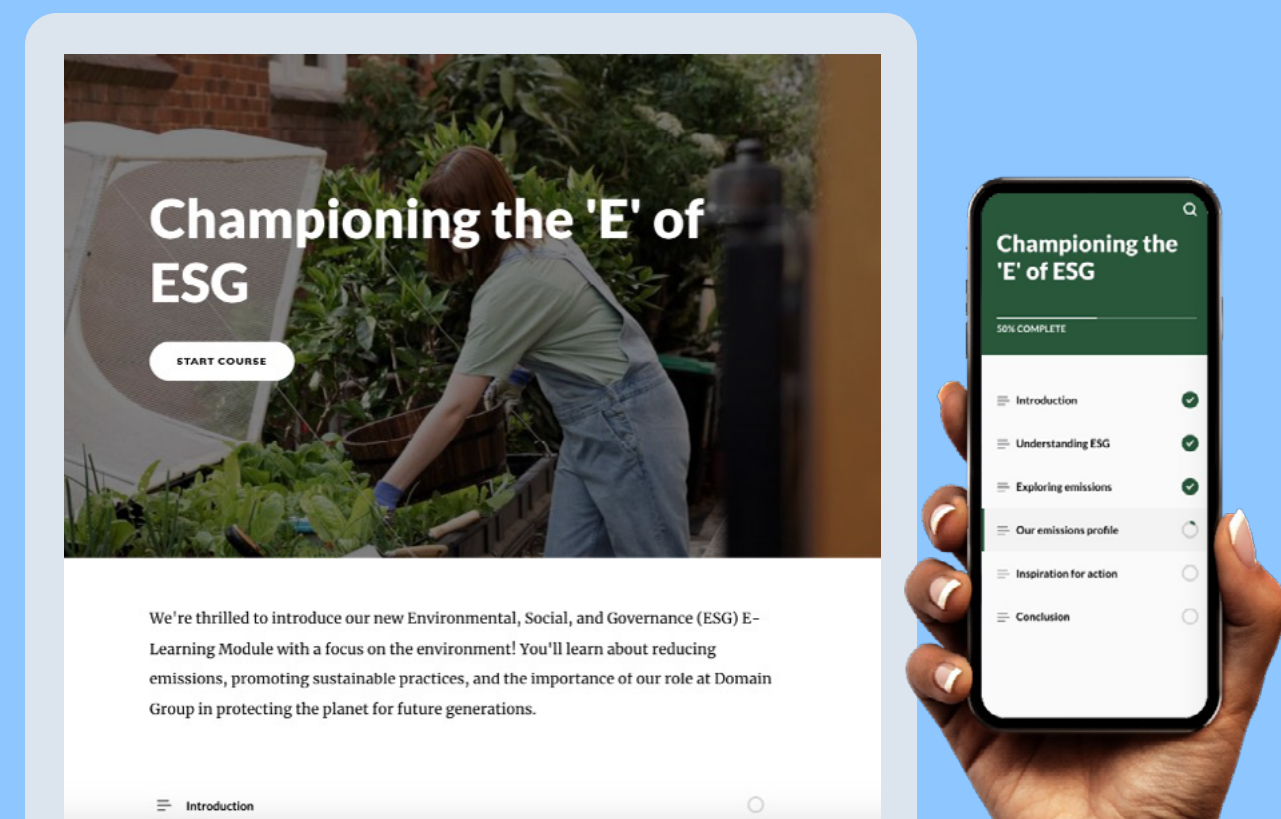 Championing the 'E' of
ESG
START COURSE
We're thrilled to introduce our new Environmental, Social, and Governance (ESG) E-
Learning Module with a focus on the environment! You'll learn about reducing
emissions, promoting sustainable practices, and the importance of our role at Domain
Group in protecting the planet for future generations.
Introduction
Championing the
'E' of ESG
50% COMPLETE
Introduction
Understanding ESG
Exploring emissions
Our emissions profile
Inspiration for action
Conclusion